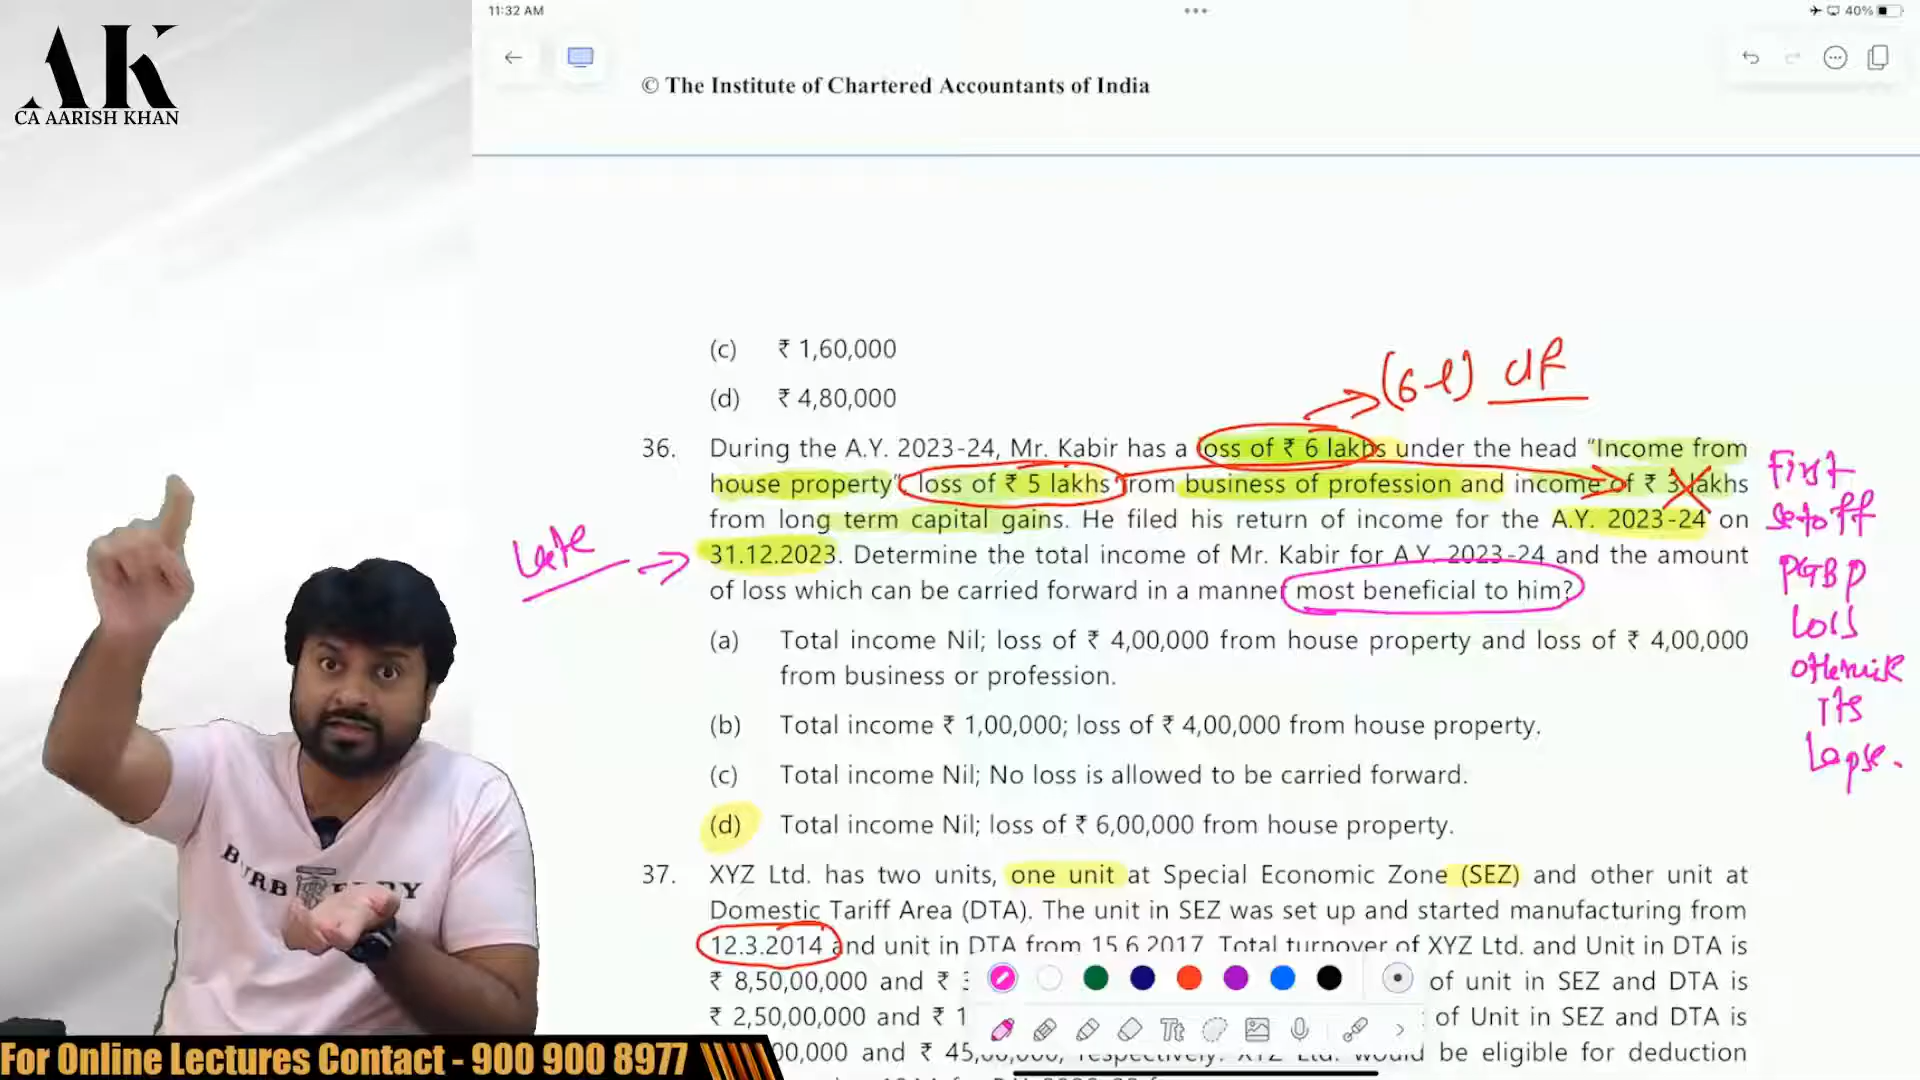 11:32 AM
40%
AK
CA AARISH KHAN
© The Institute of Chartered Accountants of India
(c) ₹ 1,60,000
(d) ₹ 4,80,000
36. During the A.Y. 2023-24, Mr. Kabir has a loss of ₹ 6 lakhs under the head “Income from
house property”, loss of ₹ 5 lakhs from business of profession and income of ₹ 3 lakhs
from long term capital gains. He filed his return of income for the A.Y. 2023-24 on
31.12.2023. Determine the total income of Mr. Kabir for A.Y. 2023-24 and the amount
of loss which can be carried forward in a manner most beneficial to him?
(a) Total income Nil; loss of ₹ 4,00,000 from house property and loss of ₹ 4,00,000
from business or profession.
(b) Total income ₹ 1,00,000; loss of ₹ 4,00,000 from house property.
(c) Total income Nil; No loss is allowed to be carried forward.
(d) Total income Nil; loss of ₹ 6,00,000 from house property.
37. XYZ Ltd. has two units, one unit at Special Economic Zone (SEZ) and other unit at
Domestic Tariff Area (DTA). The unit in SEZ was set up and started manufacturing from
12.3.2014 and unit in DTA from 15.6.2017. Total turnover of XYZ Ltd. and Unit in DTA is
₹ 8,50,00,000 and ₹ of unit in SEZ and DTA is
₹ 2,50,00,000 and ₹ 1 of Unit in SEZ and DTA is
00,000 and ₹ 45, respectively. XYZ Ltd. would be eligible for deduction
(6-l) c/f
Late
First
Setoff
PGBP
Loss
otherwise
Its
Lapse.
Tt
BURBERRY
For Online Lectures Contact - 900 900 8977